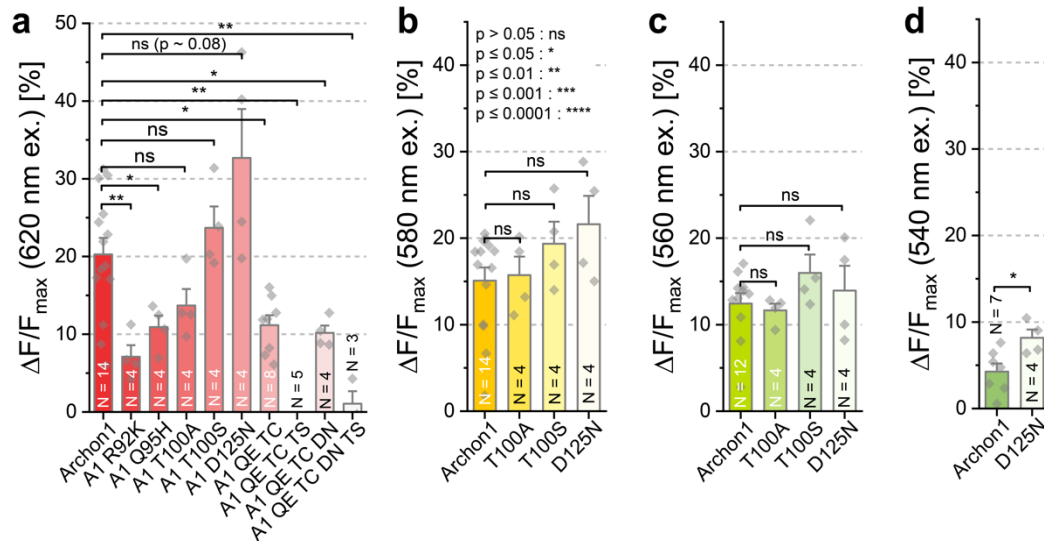 a
ΔF/Fmax (620 nm ex.) [%]
50
40
30
20
10
0
**
ns (p ~ 0.08)
*
**
*
ns
ns
*
**
N = 14
N = 4
N = 4
N = 4
N = 4
N = 4
N = 8
N = 5
N = 4
N = 3
Archon1
A1 R92K
A1 Q95H
A1 T100A
A1 T100S
A1 D125N
A1 QE TC
A1 QE TC TS
A1 QE TC DN
A1 QE TC DN TS
b
ΔF/Fmax (580 nm ex.) [%]
40
30
20
10
0
p > 0.05 : ns
p ≤ 0.05 : *
p ≤ 0.01 : **
p ≤ 0.001 : ***
p ≤ 0.0001 : ****
ns
ns
ns
N = 14
N = 4
N = 4
N = 4
Archon1
T100A
T100S
D125N
c
ΔF/Fmax (560 nm ex.) [%]
40
30
20
10
0
ns
ns
ns
N = 12
N = 4
N = 4
N = 4
Archon1
T100A
T100S
D125N
d
ΔF/Fmax (540 nm ex.) [%]
40
30
20
10
0
*
N = 7
N = 4
Archon1
D125N